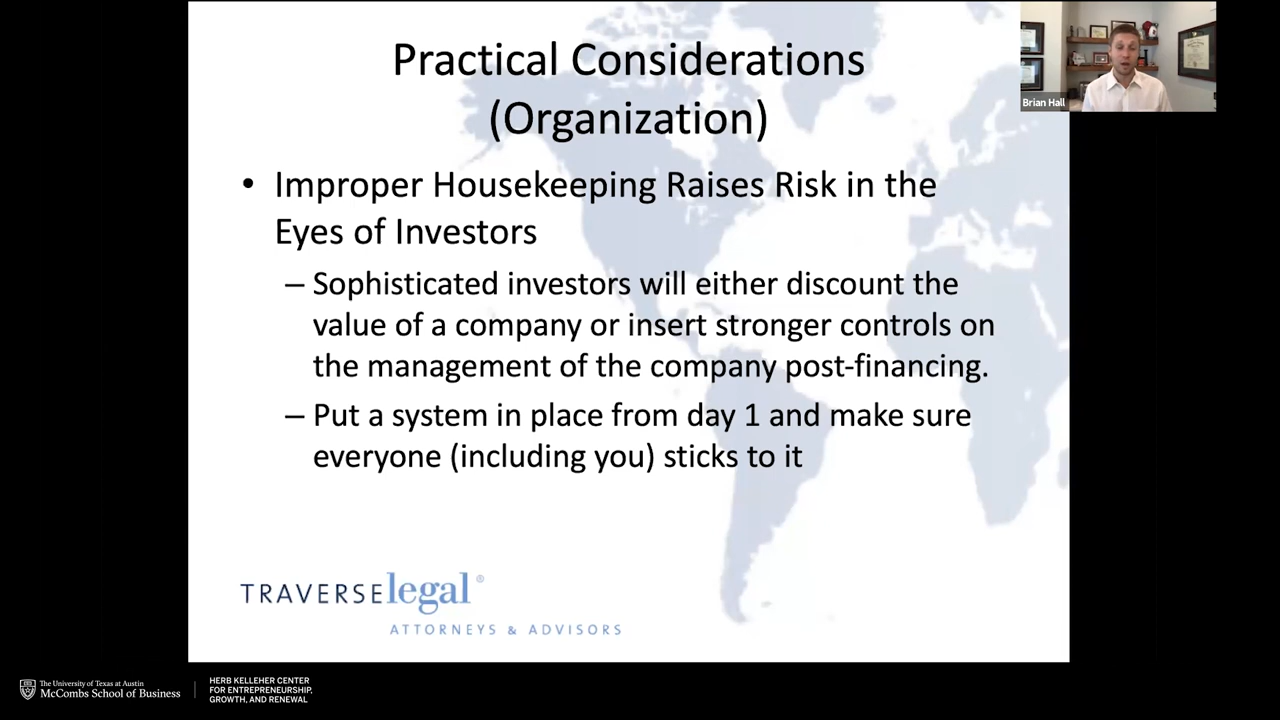 Practical Considerations
(Organization)
• Improper Housekeeping Raises Risk in the
Eyes of Investors
– Sophisticated investors will either discount the
value of a company or insert stronger controls on
the management of the company post-financing.
– Put a system in place from day 1 and make sure
everyone (including you) sticks to it
TRAVERSElegal®
ATTORNEYS & ADVISORS
Brian Hall
The University of Texas at Austin
McCombs School of Business
HERB KELLEHER CENTER
FOR ENTREPRENEURSHIP,
GROWTH, AND RENEWAL